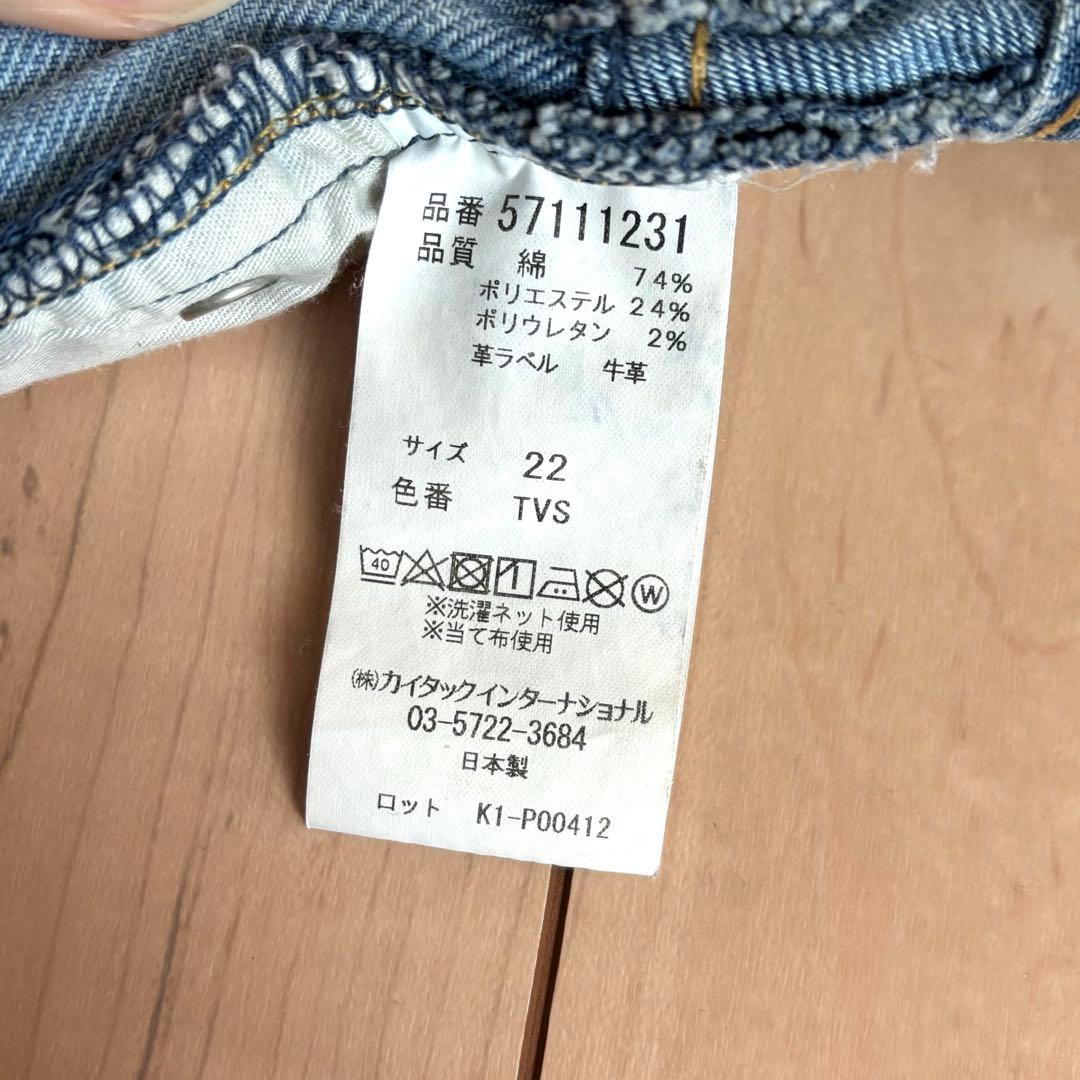 品番 57111231
品質 綿 74%
ポリエステル 24%
ポリウレタン 2%
革ラベル 牛革
サイズ 22
色番 TVS
40 W
※洗濯ネット使用
※当て布使用
㈱カイタックインターナショナル
03-5722-3684
日本製
ロット K1-P00412